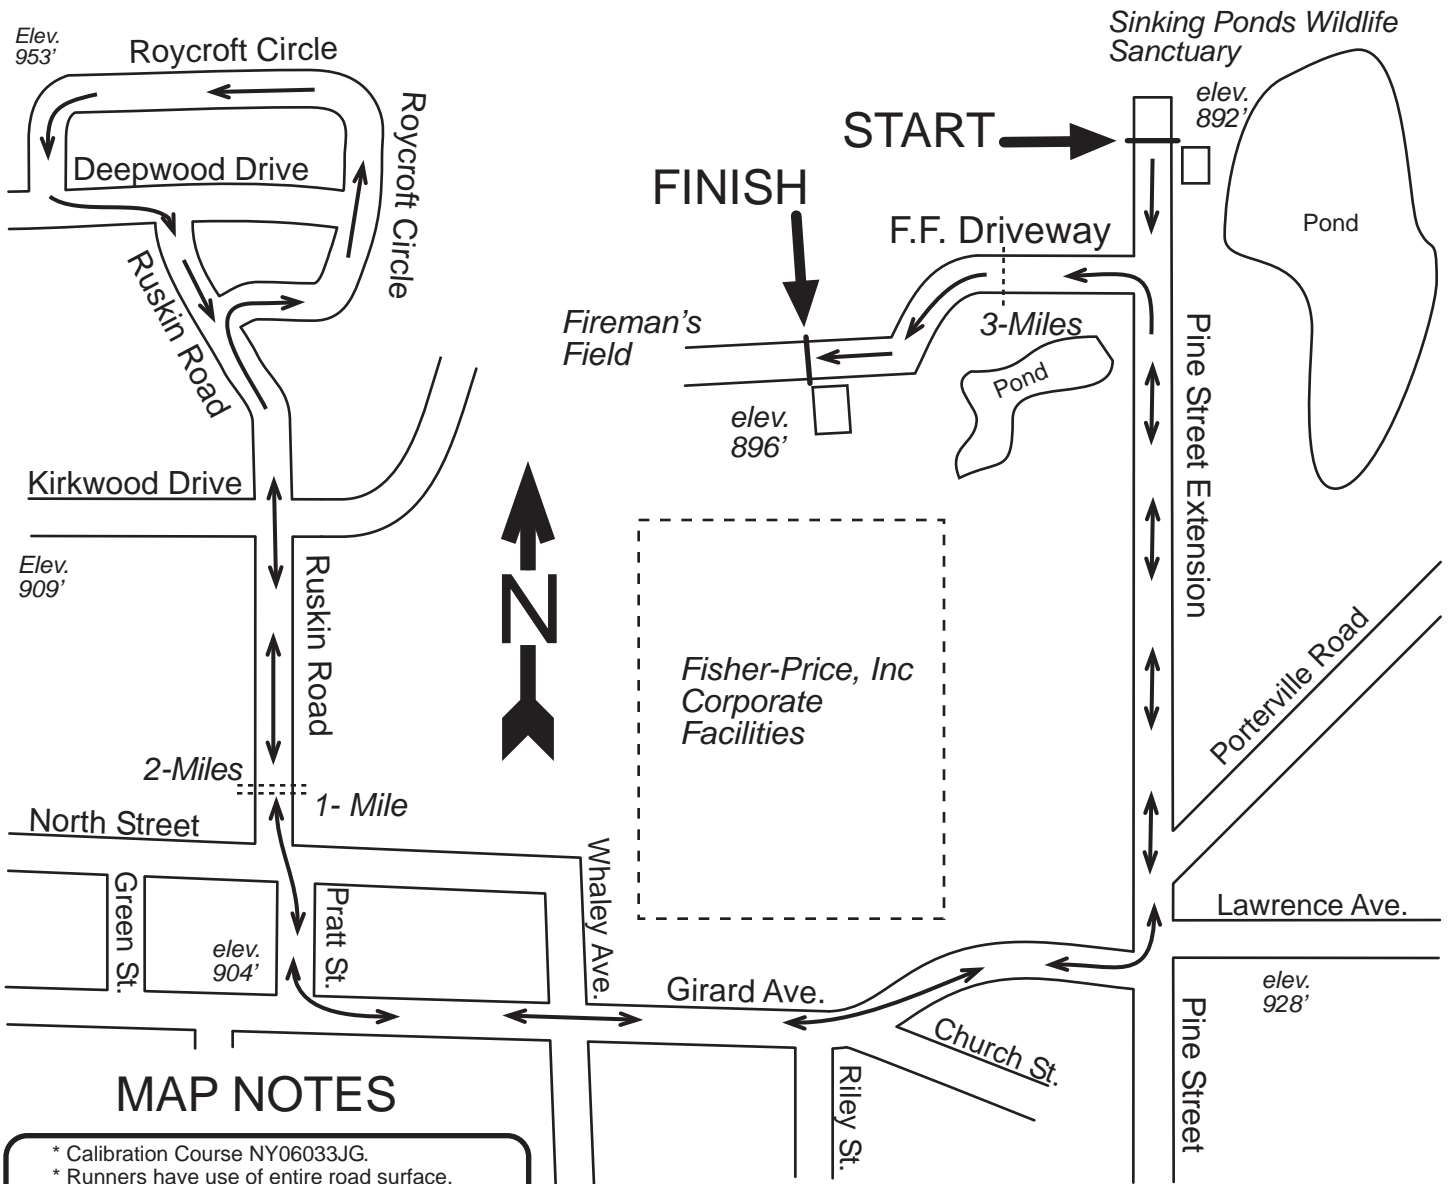 Sinking Ponds Wildlife
Sanctuary
Elev.
953’
Roycroft Circle
Roycroft Circle
elev.
892’
START
Deepwood Drive
FINISH
F.F. Driveway
Pond
Ruskin Road
Fireman’s
Field
3-Miles
Pond
Pine Street Extension
elev.
896’
Kirkwood Drive
Elev.
909’
Ruskin Road
N
Fisher-Price, Inc
Corporate
Facilities
Porterville Road
2-Miles
1- Mile
North Street
Green St.
Pratt St.
Whaley Ave.
Lawrence Ave.
elev.
904’
Girard Ave.
elev.
928’
Church St.
Riley St.
Pine Street
MAP NOTES
* Calibration Course NY06033JG.
* Runners have use of entire road surface.